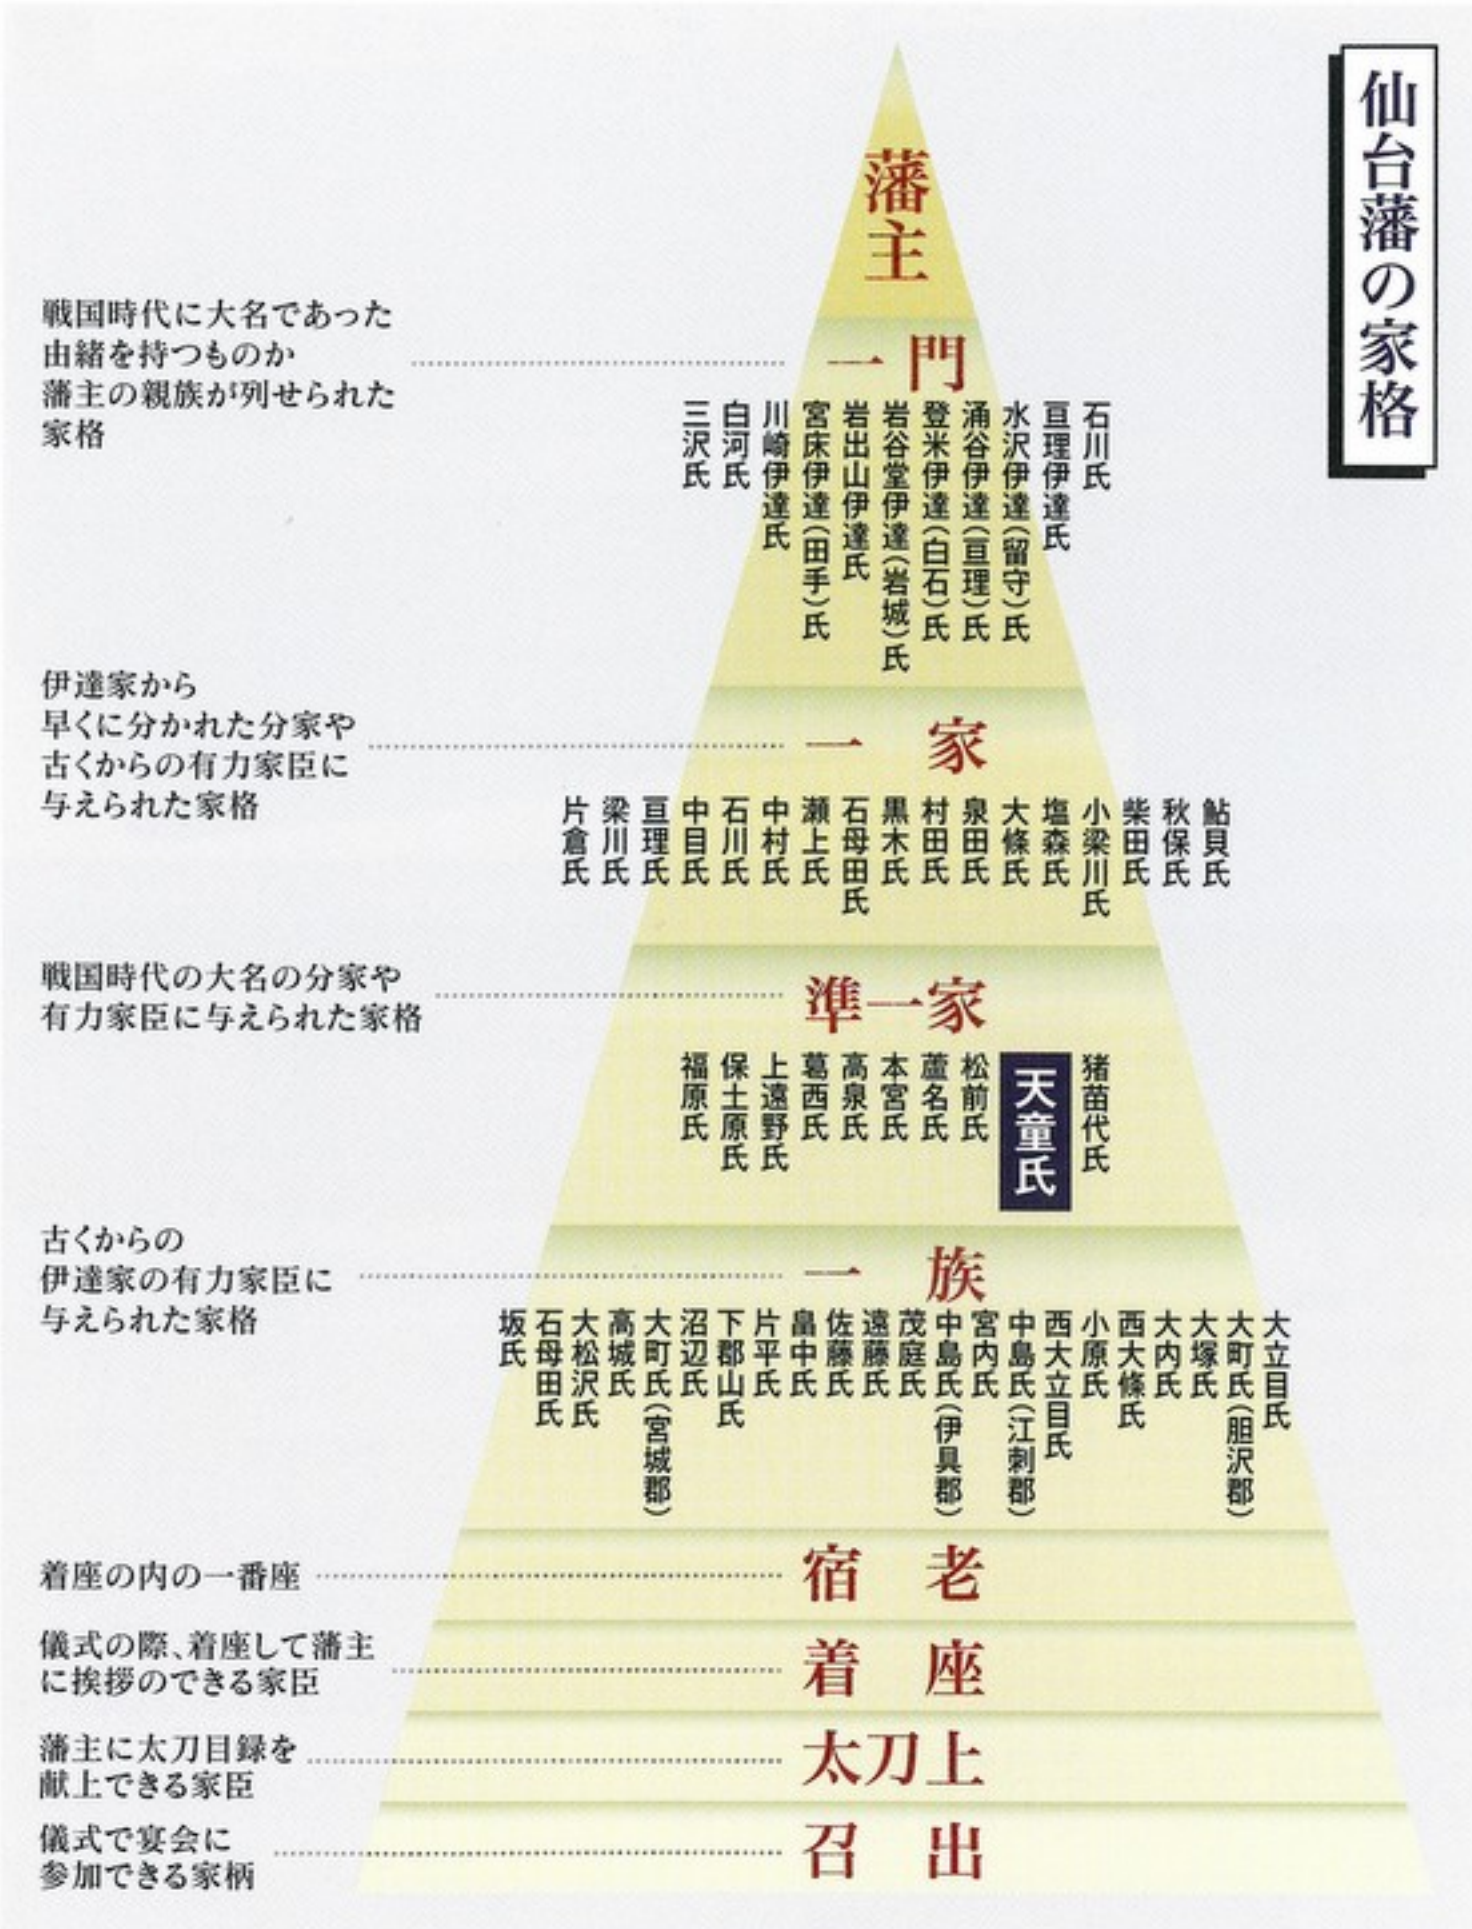 仙台藩の家格
藩主
戦国時代に大名であった
由緒を持つものか
藩主の親族が列せられた
家格
一門
石川氏
亘理伊達氏
水沢伊達(留守)氏
涌谷伊達(亘理)氏
登米伊達(白石)氏
岩谷堂伊達(岩城)氏
岩出山伊達氏
宮床伊達(田手)氏
川崎伊達氏
白河氏
三沢氏
伊達家から
早くに分かれた分家や
古くからの有力家臣に
与えられた家格
一家
鮎貝氏
秋保氏
柴田氏
小梁川氏
塩森氏
大條氏
泉田氏
村田氏
黒木氏
石母田氏
瀬上氏
中村氏
石川氏
中目氏
亘理氏
梁川氏
片倉氏
戦国時代の大名の分家や
有力家臣に与えられた家格
準一家
猪苗代氏
天童氏
松前氏
蘆名氏
本宮氏
高泉氏
葛西氏
上遠野氏
保土原氏
福原氏
古くからの
伊達家の有力家臣に
与えられた家格
一族
大立目氏
大町氏(胆沢郡)
大塚氏
大内氏
西大條氏
小原氏
西大立目氏
中島氏(江刺郡)
宮内氏
中島氏(伊具郡)
茂庭氏
遠藤氏
佐藤氏
畠中氏
片平氏
下郡山氏
沼辺氏
大町氏(宮城郡)
高城氏
大松沢氏
石母田氏
坂氏
着座の内の一番座
宿老
儀式の際、着座して藩主
に挨拶のできる家臣
着座
藩主に太刀目録を
献上できる家臣
太刀上
儀式で宴会に
参加できる家柄
召出